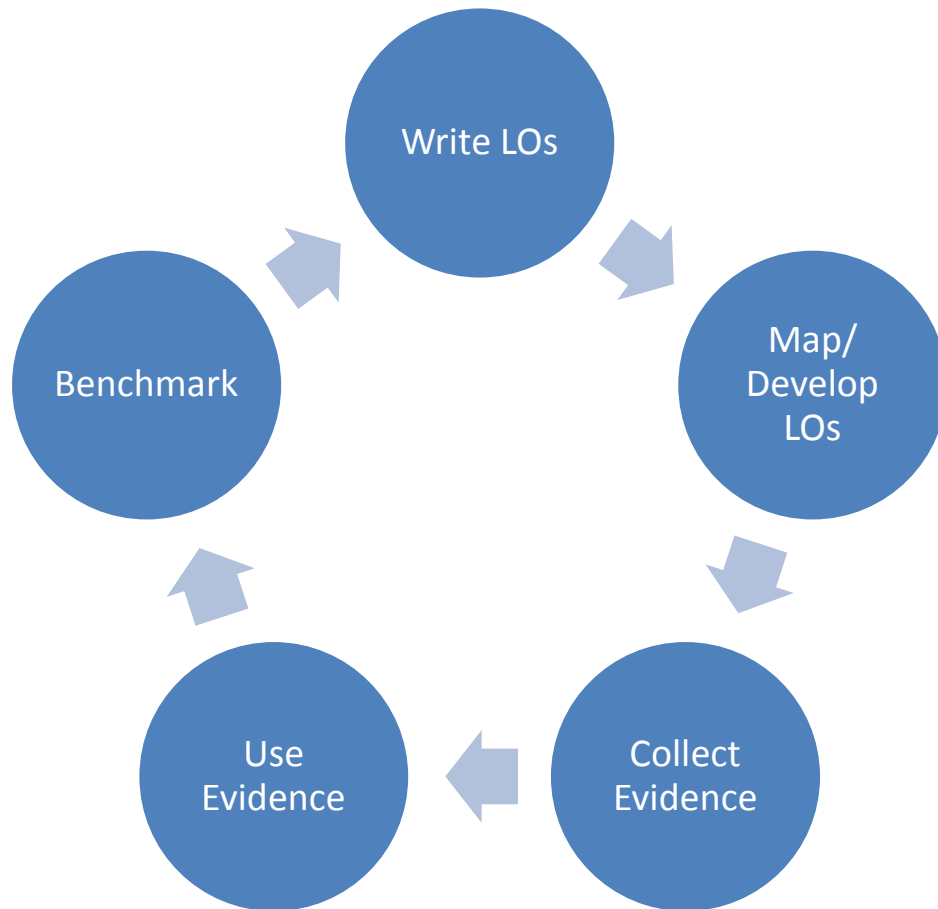 Write LOs
Map/
Develop
LOs
Collect
Evidence
Use
Evidence
Benchmark